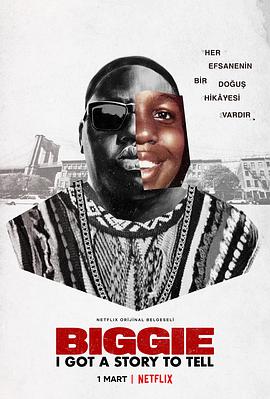 HER
EFSANENİN
BİR DOĞUŞ
HİKÂYESİ
VARDIR.
NETFLIX ORİJİNAL BELGESELİ
BIGGIE
I GOT A STORY TO TELL
1 MART | NETFLIX